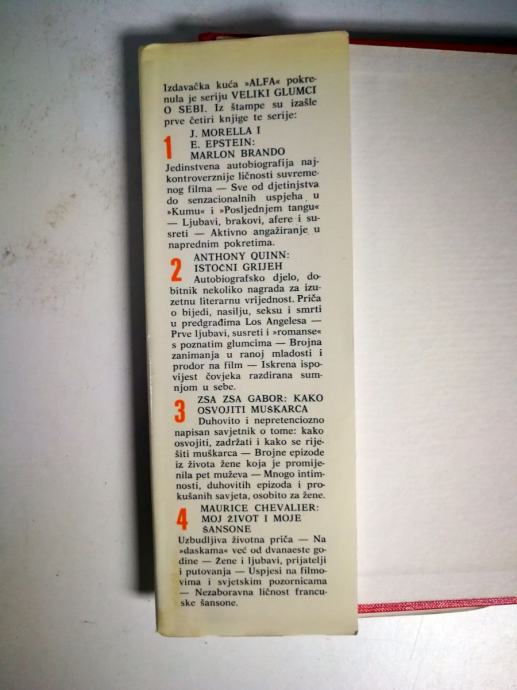 Izdavačka kuća »ALFA« pokre-
nula je seriju VELIKI GLUMCI
O SEBI. Iz štampe su izašle
prve četiri knjige te serije:
1 J. MORELLA I
E. EPSTEIN:
MARLON BRANDO
Jedinstvena autobiografija naj-
kontroverznije ličnosti suvreme-
nog filma — Sve od djetinjstva
do senzacionalnih uspjeha u
»Kumu« i »Posljednjem tangu«
— Ljubavi, brakovi, afere i su-
sreti — Aktivno angažiranje u
naprednim pokretima.
2 ANTHONY QUINN:
ISTOČNI GRIJEH
Autobiografsko djelo, do-
bitnik nekoliko nagrada za izu-
zetnu literarnu vrijednost. Priča
o bijedi, nasilju, seksu i smrti
u predgrađima Los Angelesa —
Prve ljubavi, susreti i »romanse«
s poznatim glumcima — Brojna
zanimanja u ranoj mladosti i
prodor na film — Iskrena ispo-
vijest čovjeka razdirana sum-
njom u sebe.
3 ZSA ZSA GABOR: KAKO
OSVOJITI MUŠKARCA
Duhovito i nepretenciozno
napisan savjetnik o tome: kako
osvojiti, zadržati i kako se rije-
šiti muškarca — Brojne epizode
iz života žene koja je promije-
nila pet muževa — Mnogo intim-
nosti, duhovitih epizoda i pro-
kušanih savjeta, osobito za žene.
4 MAURICE CHEVALIER:
MOJ ŽIVOT I MOJE
ŠANSONE
Uzbudljiva životna priča — Na
»daskama« već od dvanaeste go-
dine — Žene i ljubavi, prijatelji
i putovanja — Uspjesi na filmo-
vima i svjetskim pozornicama
— Nezaboravna ličnost francu-
ske šansone.